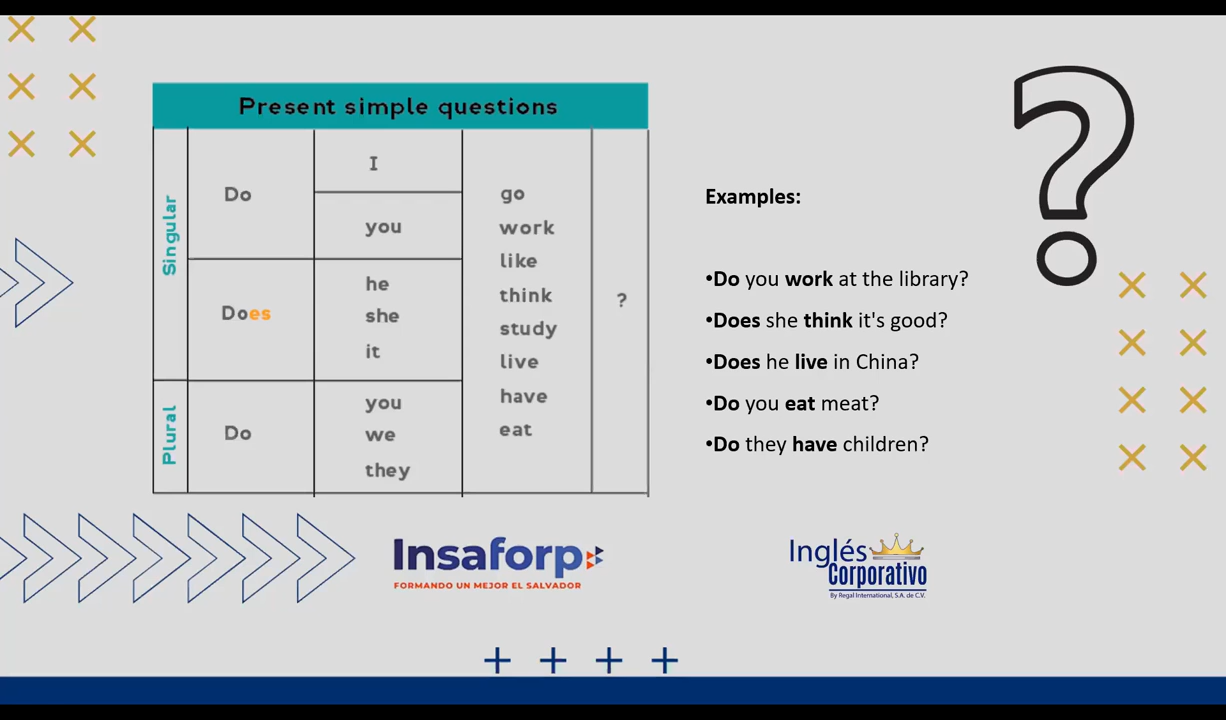 Present simple questions
Singular
Do
I
you
Does
he
she
it
Plural
Do
you
we
they
go
work
like
think
study
live
have
eat
?
Examples:
•Do you work at the library?
•Does she think it's good?
•Does he live in China?
•Do you eat meat?
•Do they have children?
?
Insaforp
FORMANDO UN MEJOR EL SALVADOR
Inglés
Corporativo
By Regal International, S.A. de C.V.